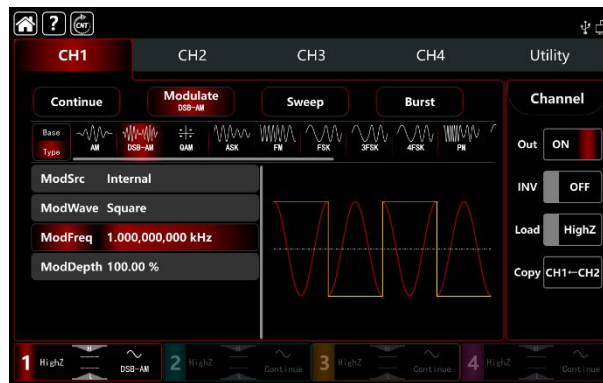 ? CNT
CH1 CH2 CH3 CH4 Utility
Continue Modulate Sweep Burst Channel
DSB-AM
Base
Type AM DSB-AM QAM ASK FM FSK 3FSK 4FSK PM
Out ON
ModSrc Internal
INV OFF
ModWave Square
ModFreq 1.000,000,000 kHz
Load HighZ
ModDepth 100.00 %
Copy CH1←CH2
1 HighZ DSB-AM 2 HighZ Continue 3 HighZ Continue 4 HighZ Continue